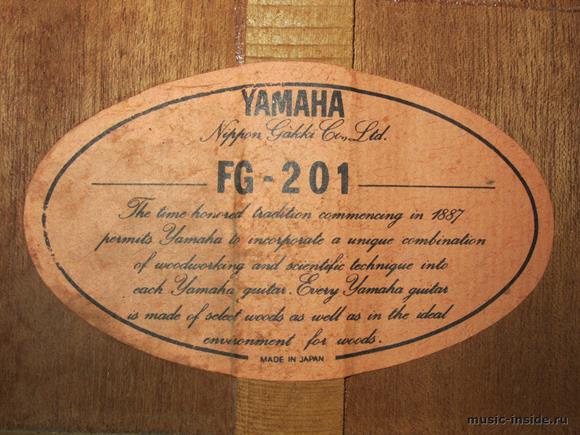 YAMAHA
Nippon Gakki Co., Ltd.
FG-201
The time honored tradition commencing in 1887
permits Yamaha to incorporate a unique combination
of woodworking and scientific technique into
each Yamaha guitar. Every Yamaha guitar
is made of select woods as well as in the ideal
environment for woods.
MADE IN JAPAN
music-inside.ru